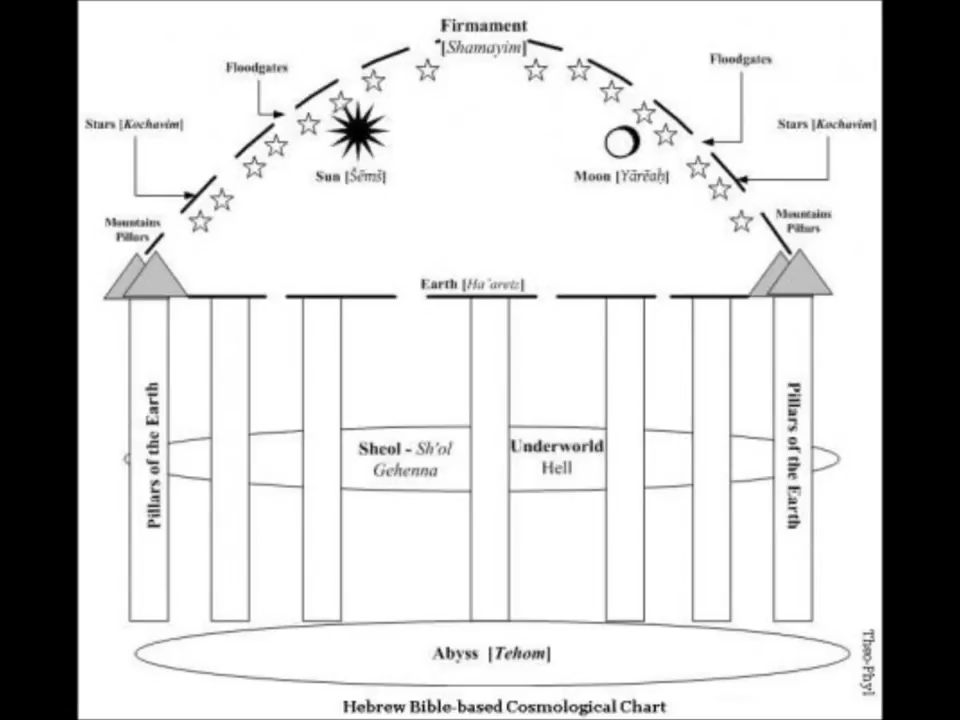 Firmament
[Shamayim]
Floodgates
Floodgates
Stars [Kochavim]
Stars [Kochavim]
Sun [Šĕmš]
Moon [Yārēaḥ]
Mountains
Pillars
Mountains
Pillars
Earth [Ha´aretz]
Pillars of the Earth
Sheol - Sh'ol
Gehenna
Underworld
Hell
Pillars of the Earth
Abyss [Tehom]
Theo-Phyl
Hebrew Bible-based Cosmological Chart